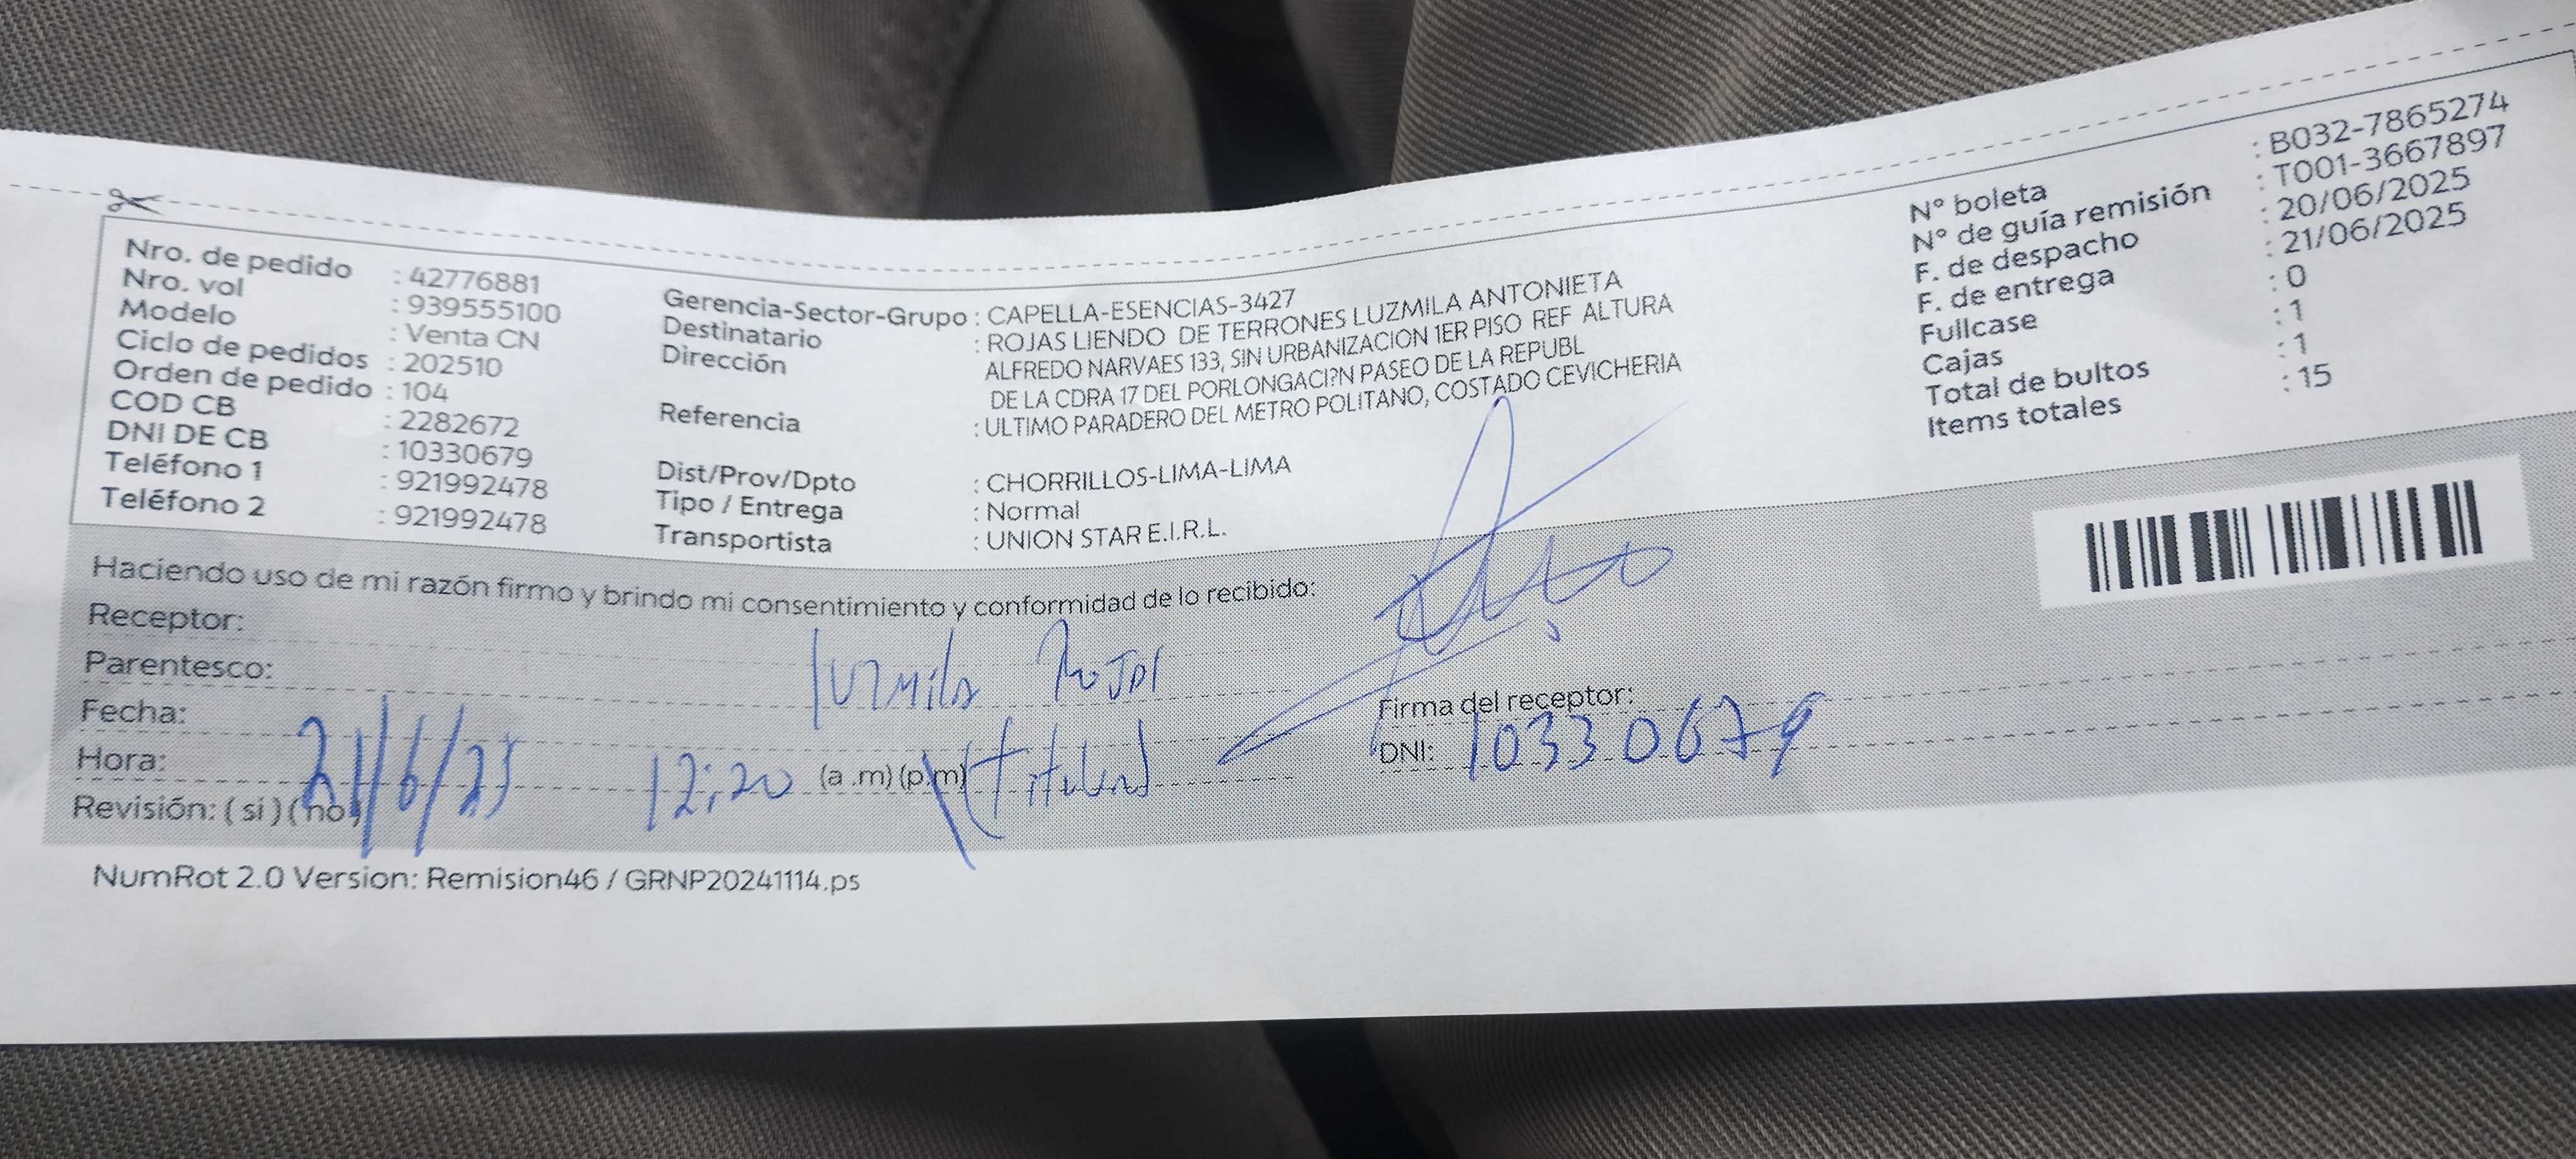 Nro. de pedido : 42776881
Nro. vol : 939555100
Modelo : Venta CN
Ciclo de pedidos : 202510
Orden de pedido : 104
COD CB : 2282672
DNI DE CB : 10330679
Teléfono 1 : 921992478
Teléfono 2 : 921992478
Gerencia-Sector-Grupo : CAPELLA-ESENCIAS-3427
Destinatario : ROJAS LIENDO DE TERRONES LUZMILA ANTONIETA
Dirección ALFREDO NARVAES 133, SIN URBANIZACION 1ER PISO REF ALTURA
DE LA CDRA 17 DEL PORLONGACI?N PASEO DE LA REPUBL
Referencia : ULTIMO PARADERO DEL METRO POLITANO, COSTADO CEVICHERIA
Dist/Prov/Dpto : CHORRILLOS-LIMA-LIMA
Tipo / Entrega : Normal
Transportista : UNION STAR E.I.R.L.
N° boleta : B032-7865274
N° de guía remisión : T001-3667897
F. de despacho : 20/06/2025
F. de entrega : 21/06/2025
Fullcase : 0
Cajas : 1
Total de bultos : 1
Items totales : 15
Haciendo uso de mi razón firmo y brindo mi consentimiento y conformidad de lo recibido:
Receptor: luzmila Rojas
Parentesco: (titular)
Fecha: 21/6/25
Hora: 12:20 (a .m) (p.m)
Revisión: ( si ) ( no )
Firma del receptor:
DNI: 10330679
NumRot 2.0 Version: Remision46 / GRNP20241114.ps